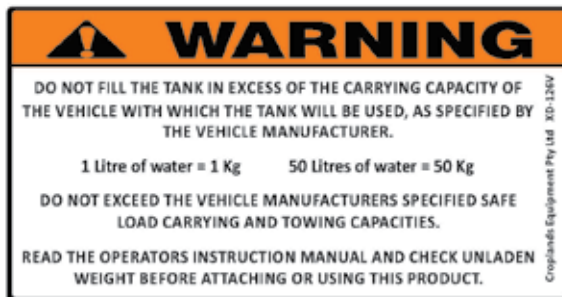 WARNING
DO NOT FILL THE TANK IN EXCESS OF THE CARRYING CAPACITY OF
THE VEHICLE WITH WHICH THE TANK WILL BE USED, AS SPECIFIED BY
THE VEHICLE MANUFACTURER.
1 Litre of water = 1 Kg 50 Litres of water = 50 Kg
DO NOT EXCEED THE VEHICLE MANUFACTURERS SPECIFIED SAFE
LOAD CARRYING AND TOWING CAPACITIES.
READ THE OPERATORS INSTRUCTION MANUAL AND CHECK UNLADEN
WEIGHT BEFORE ATTACHING OR USING THIS PRODUCT.
Croplands Equipment Pty Ltd XD-126V